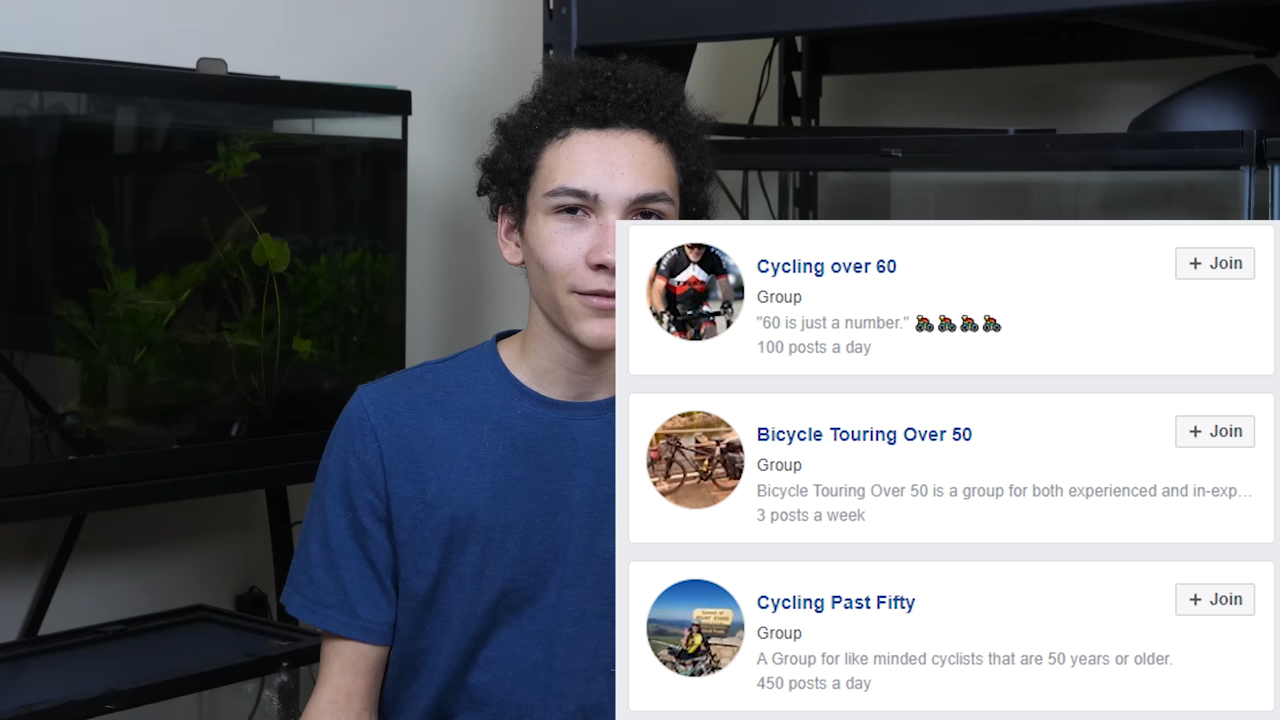 Cycling over 60
+ Join
Group
"60 is just a number." 🚴🚴🚴🚴
100 posts a day
Bicycle Touring Over 50
+ Join
Group
Bicycle Touring Over 50 is a group for both experienced and in-exp...
3 posts a week
Cycling Past Fifty
+ Join
Group
A Group for like minded cyclists that are 50 years or older.
450 posts a day